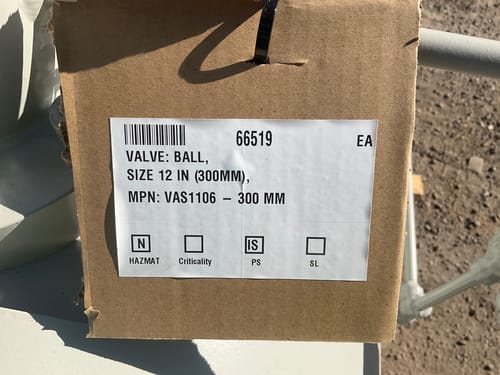 66519 EA
VALVE: BALL,
SIZE 12 IN (300MM),
MPN: VAS1106 – 300 MM
N IS
HAZMAT Criticality PS SL